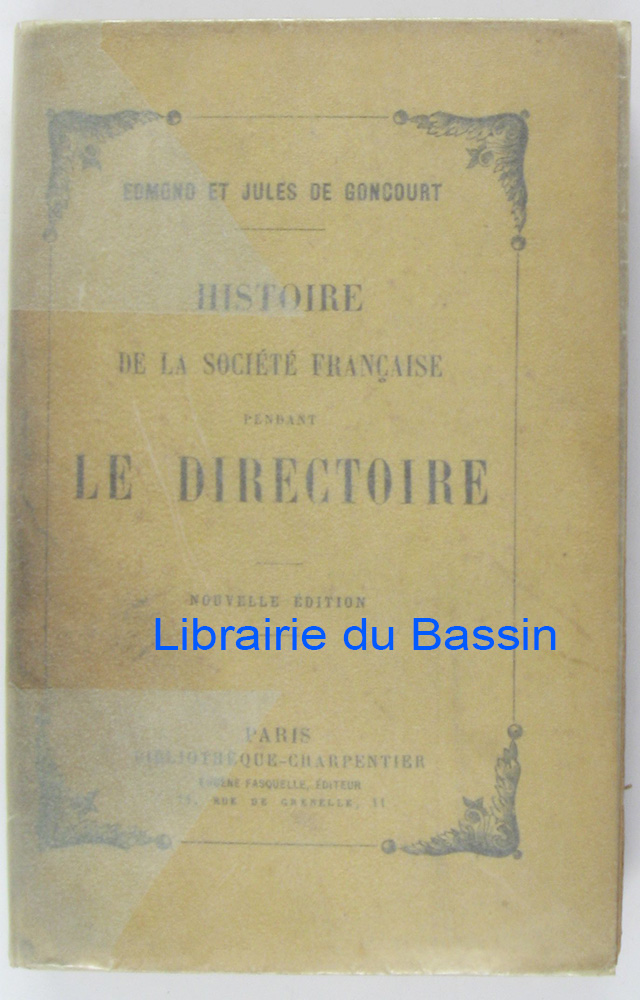 EDMOND ET JULES DE GONCOURT
HISTOIRE
DE LA SOCIÉTÉ FRANÇAISE
PENDANT
LE DIRECTOIRE
NOUVELLE ÉDITION
Librairie du Bassin
PARIS
BIBLIOTHÈQUE-CHARPENTIER
EUGÈNE FASQUELLE, ÉDITEUR
RUE DE GRENELLE, 11